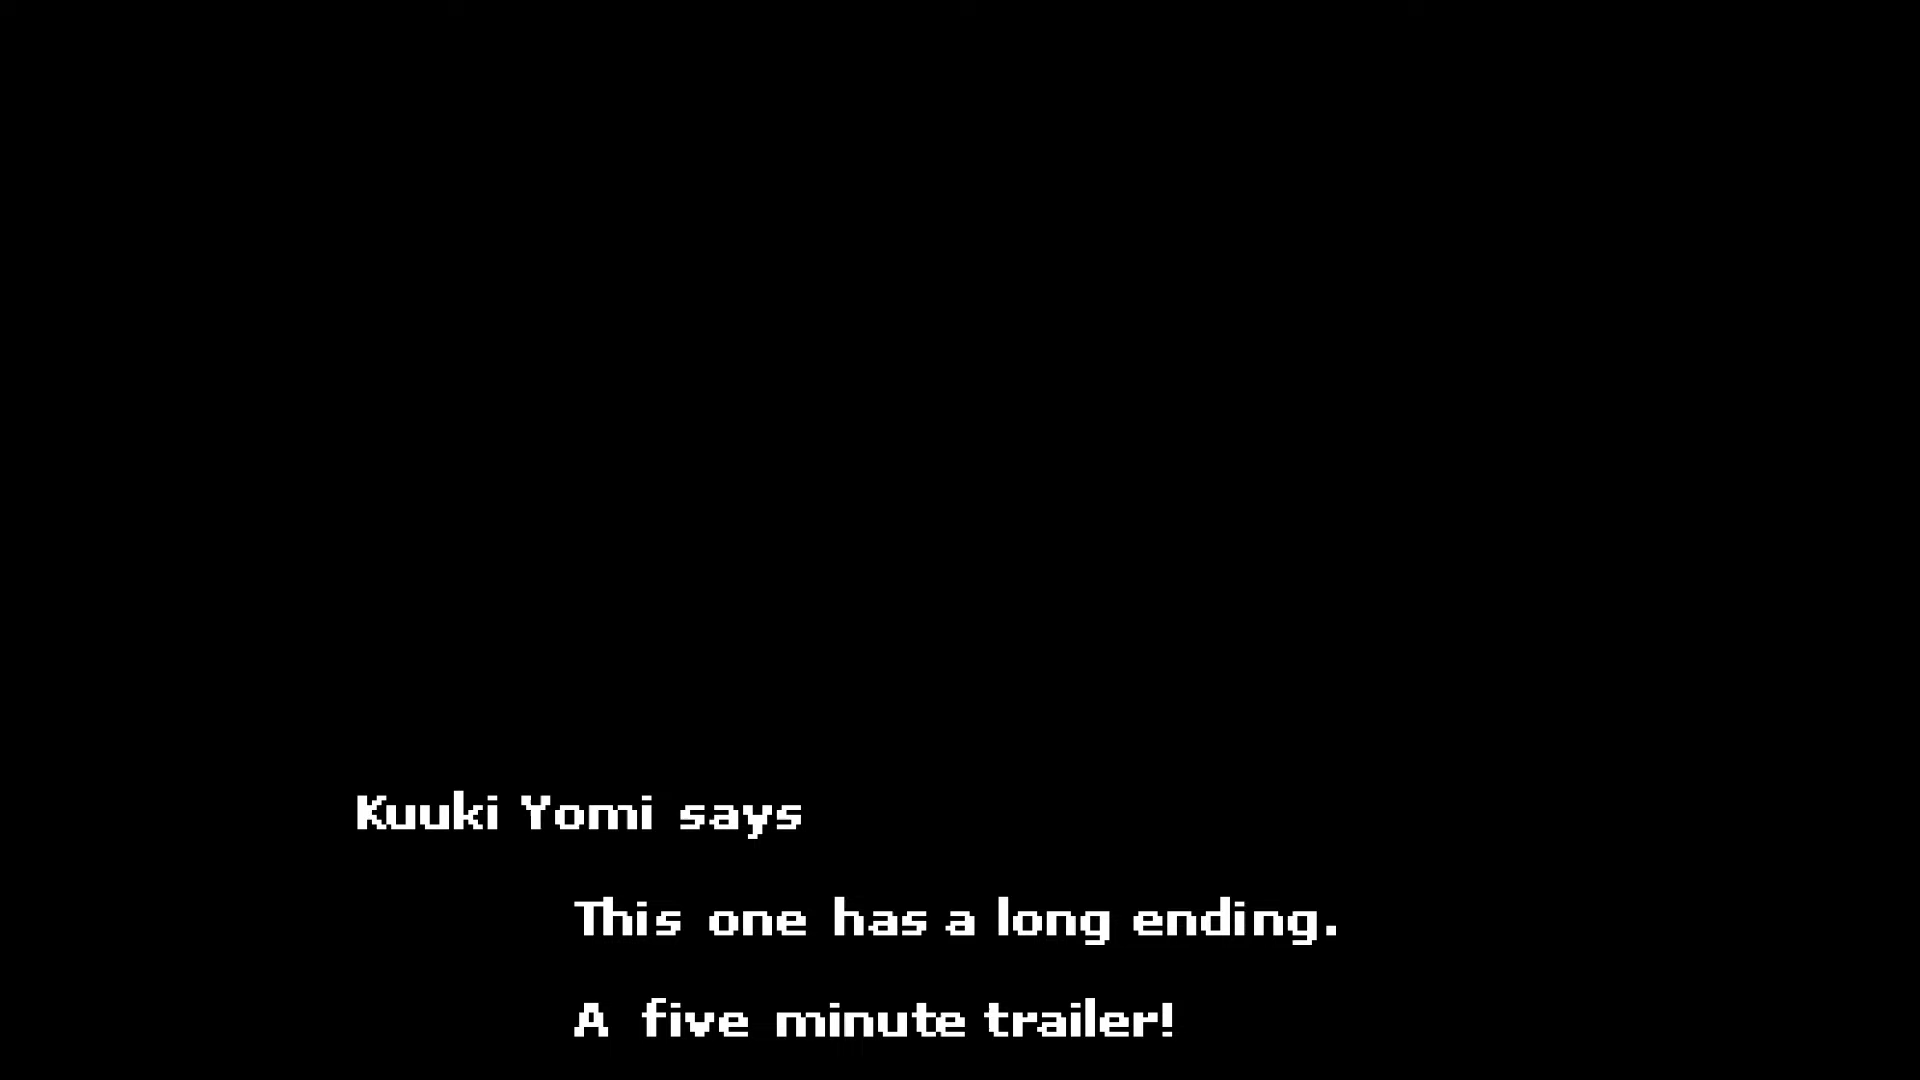 Kuuki Yomi says
This one has a long ending.
A five minute trailer!